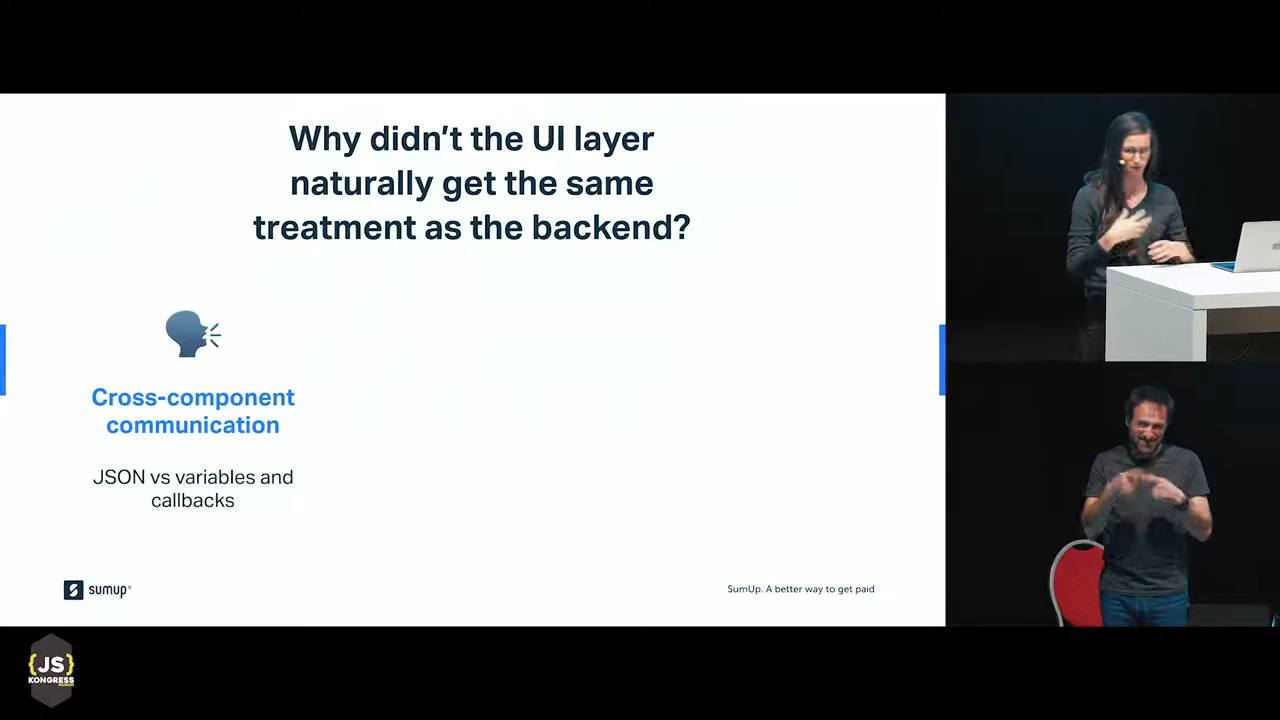 Why didn't the UI layer
naturally get the same
treatment as the backend?
Cross-component
communication
JSON vs variables and
callbacks
sumup®
SumUp. A better way to get paid
{JS}
KONGRESS